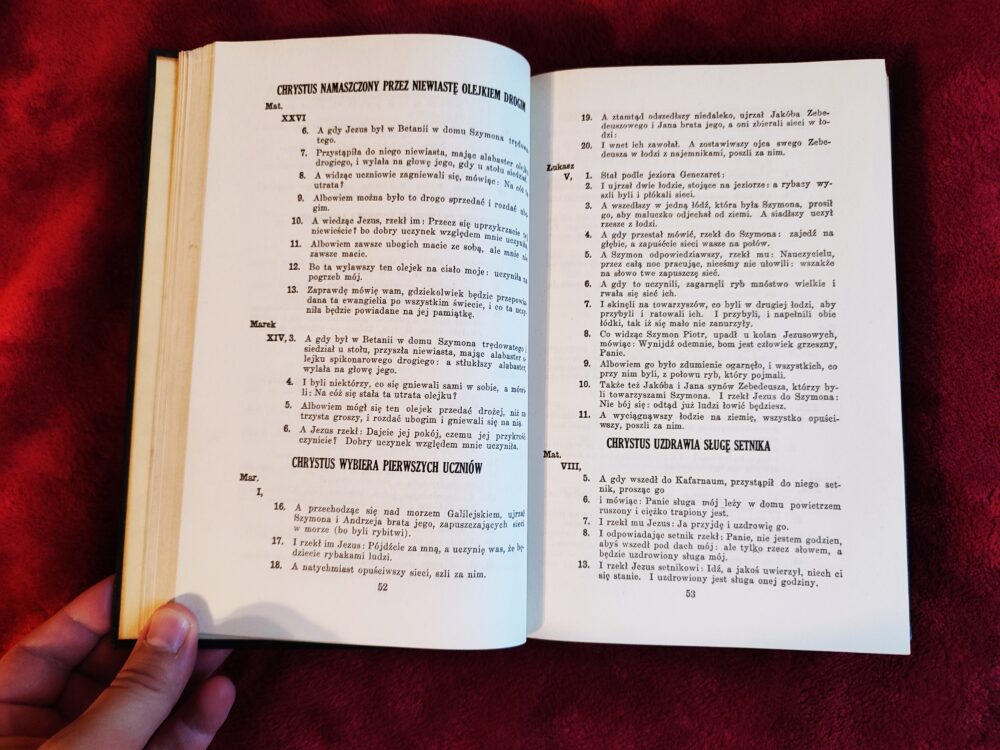 CHRYSTUS NAMASZCZONY PRZEZ NIEWIASTĘ OLEJKIEM DROGIM
Mat.
XXVI
6. A gdy Jezus był w Betanii w domu Szymona trędowa-
tego.
7. Przystąpiła do niego niewiasta, mając alabaster olejku
drogiego, i wylała na głowę jego, gdy u stołu siedział.
8. A widząc uczniowie zagniewali się, mówiąc: Na cóż ta
utrata?
9. Albowiem można było to drogo sprzedać i rozdać ubo-
gim.
10. A wiedząc Jezus, rzekł im: Przecz się uprzykrzacie tej
niewieście? bo dobry uczynek względem mnie uczyniła.
11. Albowiem zawsze ubogich macie ze sobą, ale mnie nie
zawsze macie.
12. Bo ta wylawszy ten olejek na ciało moje: uczyniła na
pogrzeb mój.
13. Zaprawdę mówię wam, gdziekolwiek będzie przepowia
dana ta ewangielia po wszystkim świecie, i co ta uczy-
niła będzie powiadane na jej pamiątkę.
Marek
XIV, 3. A gdy był w Betanii w domu Szymona trędowatego;
siedział u stołu, przyszła niewiasta, mając alabaster o-
lejku spikonarowego drogiego: a stłukłszy alabaster,
wylała na głowę jego.
4. I byli niektórzy, co się gniewali sami w sobie, a mówi-
li: Na cóż się stała ta utrata olejku?
5. Albowiem mógł się ten olejek przedać drożej, niż za
trzysta groszy, i rozdać ubogim i gniewali się na nią.
6. A Jezus rzekł: Dajcie jej pokój, czemu jej przykrość
czynicie! Dobry uczynek względem mnie uczyniła.
CHRYSTUS WYBIERA PIERWSZYCH UCZNIÓW
Mar.
I,
16. A przechodząc się nad morzem Galilejskiem, ujrzał
Szymona i Andrzeja brata jego, zapuszczających sieci
w morze (bo byli rybitwi).
17. I rzekł im Jezus: Pójdźcie za mną, a uczynię was, że bę-
dziecie rybakami ludzi.
18. A natychmiast opuściwszy sieci, szli za nim.
52
19. A ztamtąd odszedłszy niedaleko, ujrzał Jakóba Zebe-
deuszowego i Jana brata jego, a oni zbierali sieci w ło-
dzi:
20. I wnet ich zawołał. A zostawiwszy ojca swego Zebe-
deusza w łodzi z najemnikami, poszli za nim.
Łukasz
V, 1. Stał podle jeziora Genezaret:
2. I ujrzał dwie łodzie, stojące na jeziorze: a rybacy wy-
szli byli i płókali sieci.
3. A wszedłszy w jedną łódź, która była Szymona, prosił
go, aby maluczko odjechał od ziemi. A siadłszy uczył
rzesze z łodzi.
4. A gdy przestał mówić, rzekł do Szymona: zajedź na
głębie, a zapuście sieci wasze na połów.
5. A Szymon odpowiedziawszy, rzekł mu: Nauczycielu,
przez całą noc pracując, niceśmy nie ułowili: wszakże
na słowo twe zapuszczę sieć.
6. A gdy to uczynili, zagarnęli ryb mnóstwo wielkie i
rwała się sieć ich.
7. I skinęli na towarzyszów, co byli w drugiej łodzi, aby
przybyli i ratowali ich. I przybyli, i napełnili obie
łódki, tak iż się mało nie zanurzyły.
8. Co widząc Szymon Piotr, upadł u kolan Jezusowych,
mówiąc: Wynijdź odemnie, bom jest człowiek grzeszny,
Panie.
9. Albowiem go było zdumienie ogarnęło, i wszystkich, co
przy nim byli, z połowu ryb, który pojmali.
10. Także też Jakóba i Jana synów Zebedeusza, którzy by-
li towarzyszami Szymona. I rzekł Jezus do Szymona:
Nie bój się: odtąd już ludzi łowić będziesz.
11. A wyciągnąwszy łodzie na ziemię, wszystko opuści-
wszy, poszli za nim.
CHRYSTUS UZDRAWIA SŁUGĘ SETNIKA
Mat.
VIII,
5. A gdy wszedł do Kafarnaum, przystąpił do niego set-
nik, prosząc go
6. i mówiąc: Panie sługa mój leży w domu powietrzem
ruszony i ciężko trapiony jest.
7. I rzekł mu Jezus: Ja przyjdę i uzdrowię go.
8. I odpowiadając setnik rzekł: Panie, nie jestem godzien,
abyś wszedł pod dach mój: ale tylko rzecz słowem, a
będzie uzdrowiony sługa mój.
13. I rzekł Jezus setnikowi: Idź, a jakoś uwierzył, niech ci
się stanie. I uzdrowiony jest sługa onej godziny.
53